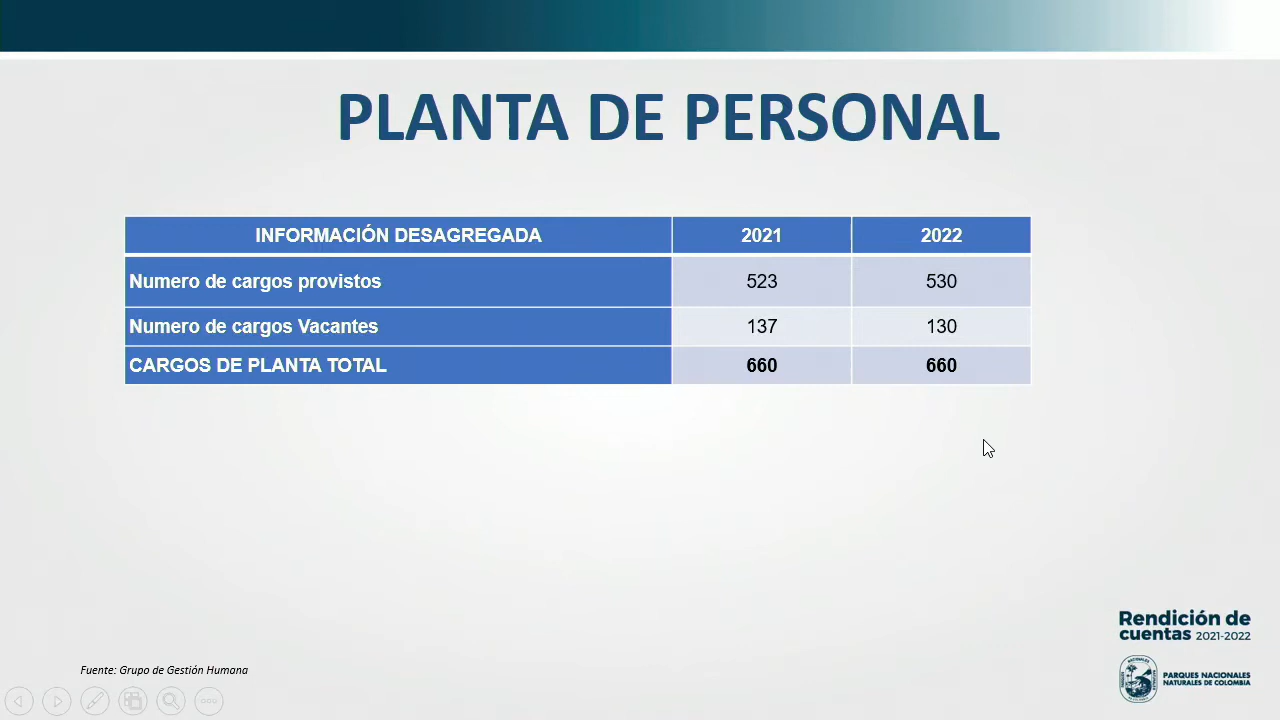 PLANTA DE PERSONAL
INFORMACIÓN DESAGREGADA 2021 2022
Numero de cargos provistos 523 530
Numero de cargos Vacantes 137 130
CARGOS DE PLANTA TOTAL 660 660
Rendición de
cuentas 2021-2022
PARQUES NACIONALES
NATURALES DE COLOMBIA
Fuente: Grupo de Gestión Humana